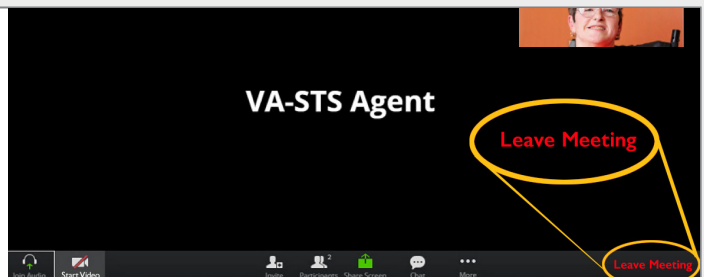 VA-STS Agent
Leave Meeting
Join Audio
Start Video
Invite
Participants
2
Share Screen
Chat
More
Leave Meeting